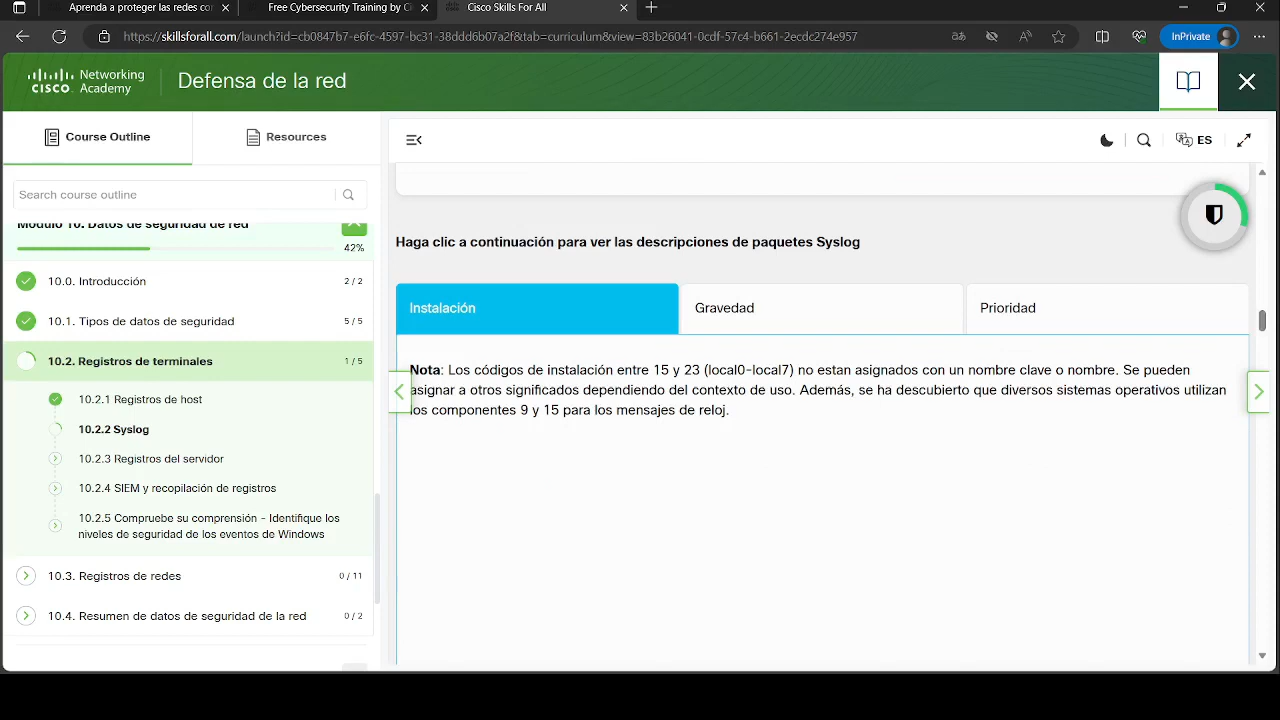 Aprenda a proteger las redes cor
Free Cybersecurity Training by Ci
Cisco Skills For All
https://skillsforall.com/launch?id=cb0847b7-e6fc-4597-bc31-38ddd6b07a2f&tab=curriculum&view=83b26041-0cdf-57c4-b661-2ecdc274e957
InPrivate
CISCO
Networking
Academy
Defensa de la red
Course Outline
Resources
ES
Search course outline
Módulo 10. Datos de seguridad de red
42%
10.0. Introducción
2 / 2
10.1. Tipos de datos de seguridad
5 / 5
10.2. Registros de terminales
1 / 5
10.2.1 Registros de host
10.2.2 Syslog
10.2.3 Registros del servidor
10.2.4 SIEM y recopilación de registros
10.2.5 Compruebe su comprensión - Identifique los
niveles de seguridad de los eventos de Windows
10.3. Registros de redes
0 / 11
10.4. Resumen de datos de seguridad de la red
0 / 2
Haga clic a continuación para ver las descripciones de paquetes Syslog
Instalación
Gravedad
Prioridad
Nota: Los códigos de instalación entre 15 y 23 (local0-local7) no estan asignados con un nombre clave o nombre. Se pueden
asignar a otros significados dependiendo del contexto de uso. Además, se ha descubierto que diversos sistemas operativos utilizan
los componentes 9 y 15 para los mensajes de reloj.